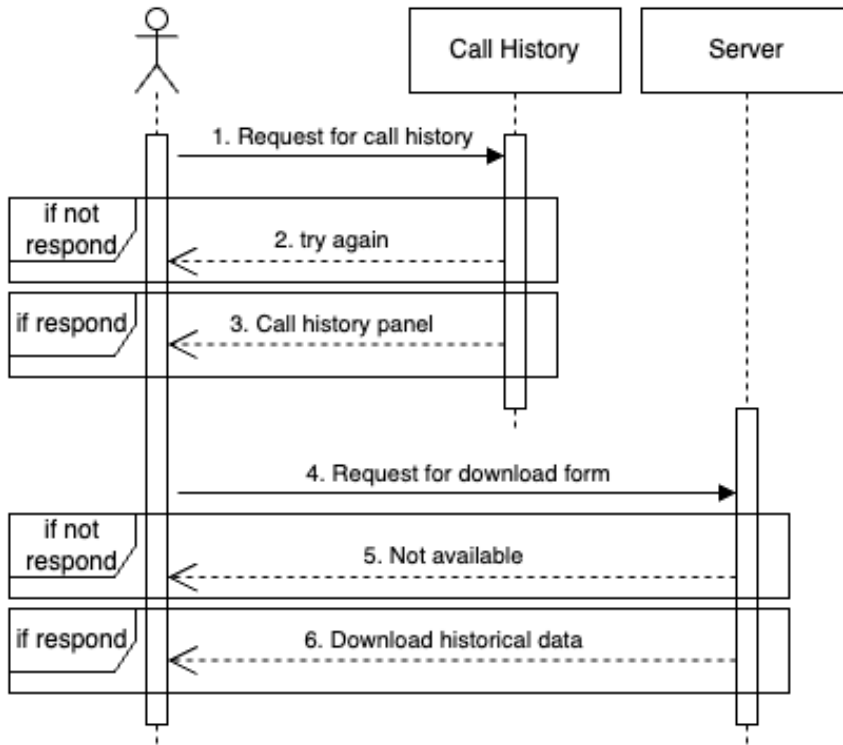 Call History
Server
1. Request for call history
if not
respond
2. try again
if respond
3. Call history panel
4. Request for download form
if not
respond
5. Not available
if respond
6. Download historical data